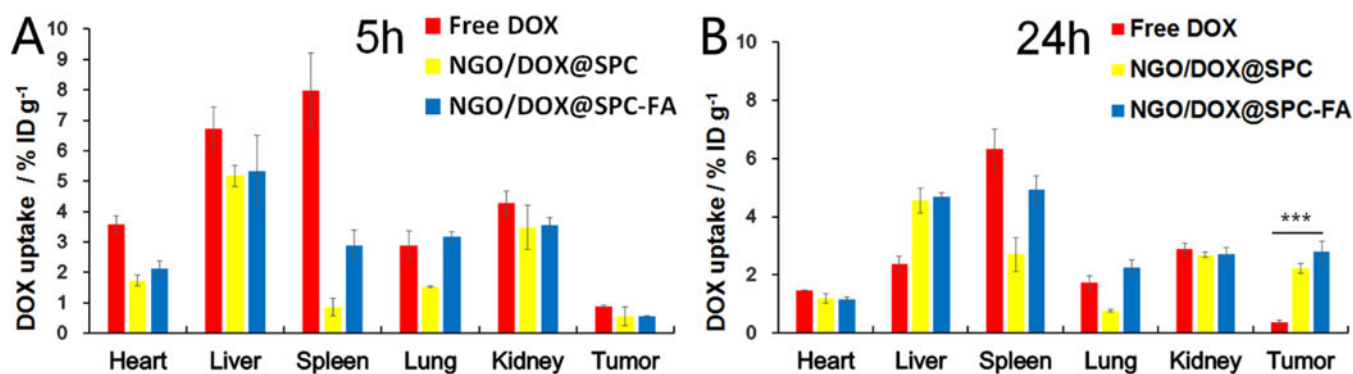 A
5h
Free DOX
NGO/DOX@SPC
NGO/DOX@SPC-FA
DOX uptake / % ID g⁻¹
10
9
8
7
6
5
4
3
2
1
0
Heart Liver Spleen Lung Kidney Tumor
B
24h
Free DOX
NGO/DOX@SPC
NGO/DOX@SPC-FA
DOX uptake / % ID g⁻¹
10
8
6
4
2
0
***
Heart Liver Spleen Lung Kidney Tumor